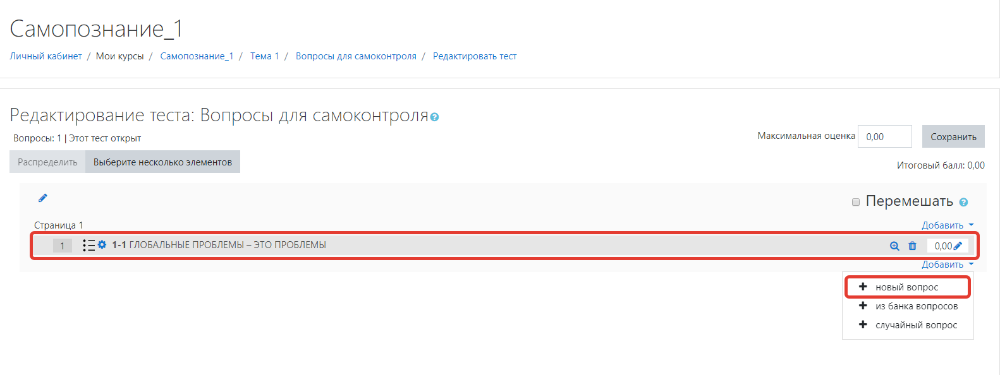 Самопознание_1
Личный кабинет / Мои курсы / Самопознание_1 / Тема 1 / Вопросы для самоконтроля / Редактировать тест
Редактирование теста: Вопросы для самоконтроля
Вопросы: 1 | Этот тест открыт
Максимальная оценка 0,00 Сохранить
Распределить Выберите несколько элементов
Итоговый балл: 0,00
Перемешать
Страница 1
Добавить
1 1-1 ГЛОБАЛЬНЫЕ ПРОБЛЕМЫ – ЭТО ПРОБЛЕМЫ 0,00
Добавить
новый вопрос
из банка вопросов
случайный вопрос